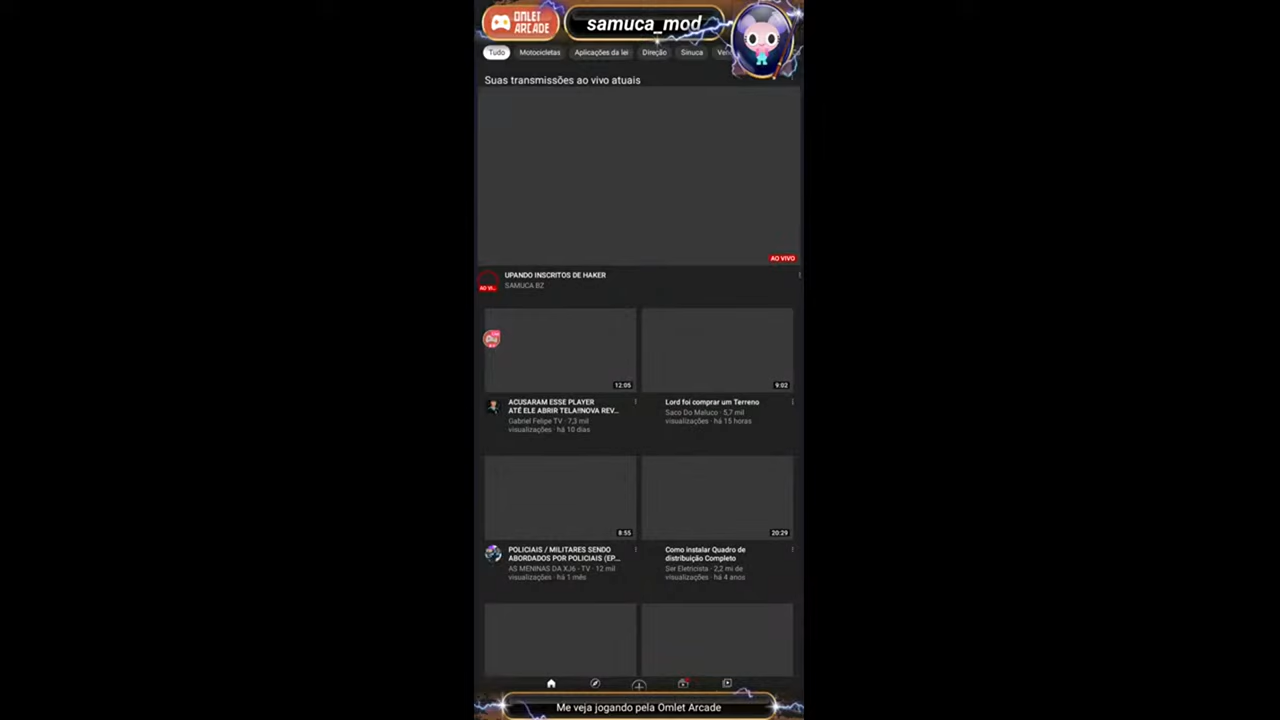 OMLET
ARCADE
samuca_mod
Tudo
Motocicletas
Aplicações da lei
Direção
Sinuca
Suas transmissões ao vivo atuais
AO VIVO
UPANDO INSCRITOS DE HAKER
AO VI...
SAMUCA BZ
12:05
9:02
ACUSARAM ESSE PLAYER
ATÉ ELE ABRIR TELA!!NOVA REV...
Gabriel Felipe TV · 7,3 mil
visualizações · há 10 dias
Lord foi comprar um Terreno
Saco Do Maluco · 5,7 mil
visualizações · há 15 horas
8:55
20:29
POLICIAIS / MILITARES SENDO
ABORDADOS POR POLICIAIS (EP...
AS MENINAS DA XJ6 - TV · 12 mil
visualizações · há 1 mês
Como instalar Quadro de
distribuição Completo
Ser Eletricista · 2,2 mi de
visualizações · há 4 anos
Me veja jogando pela Omlet Arcade